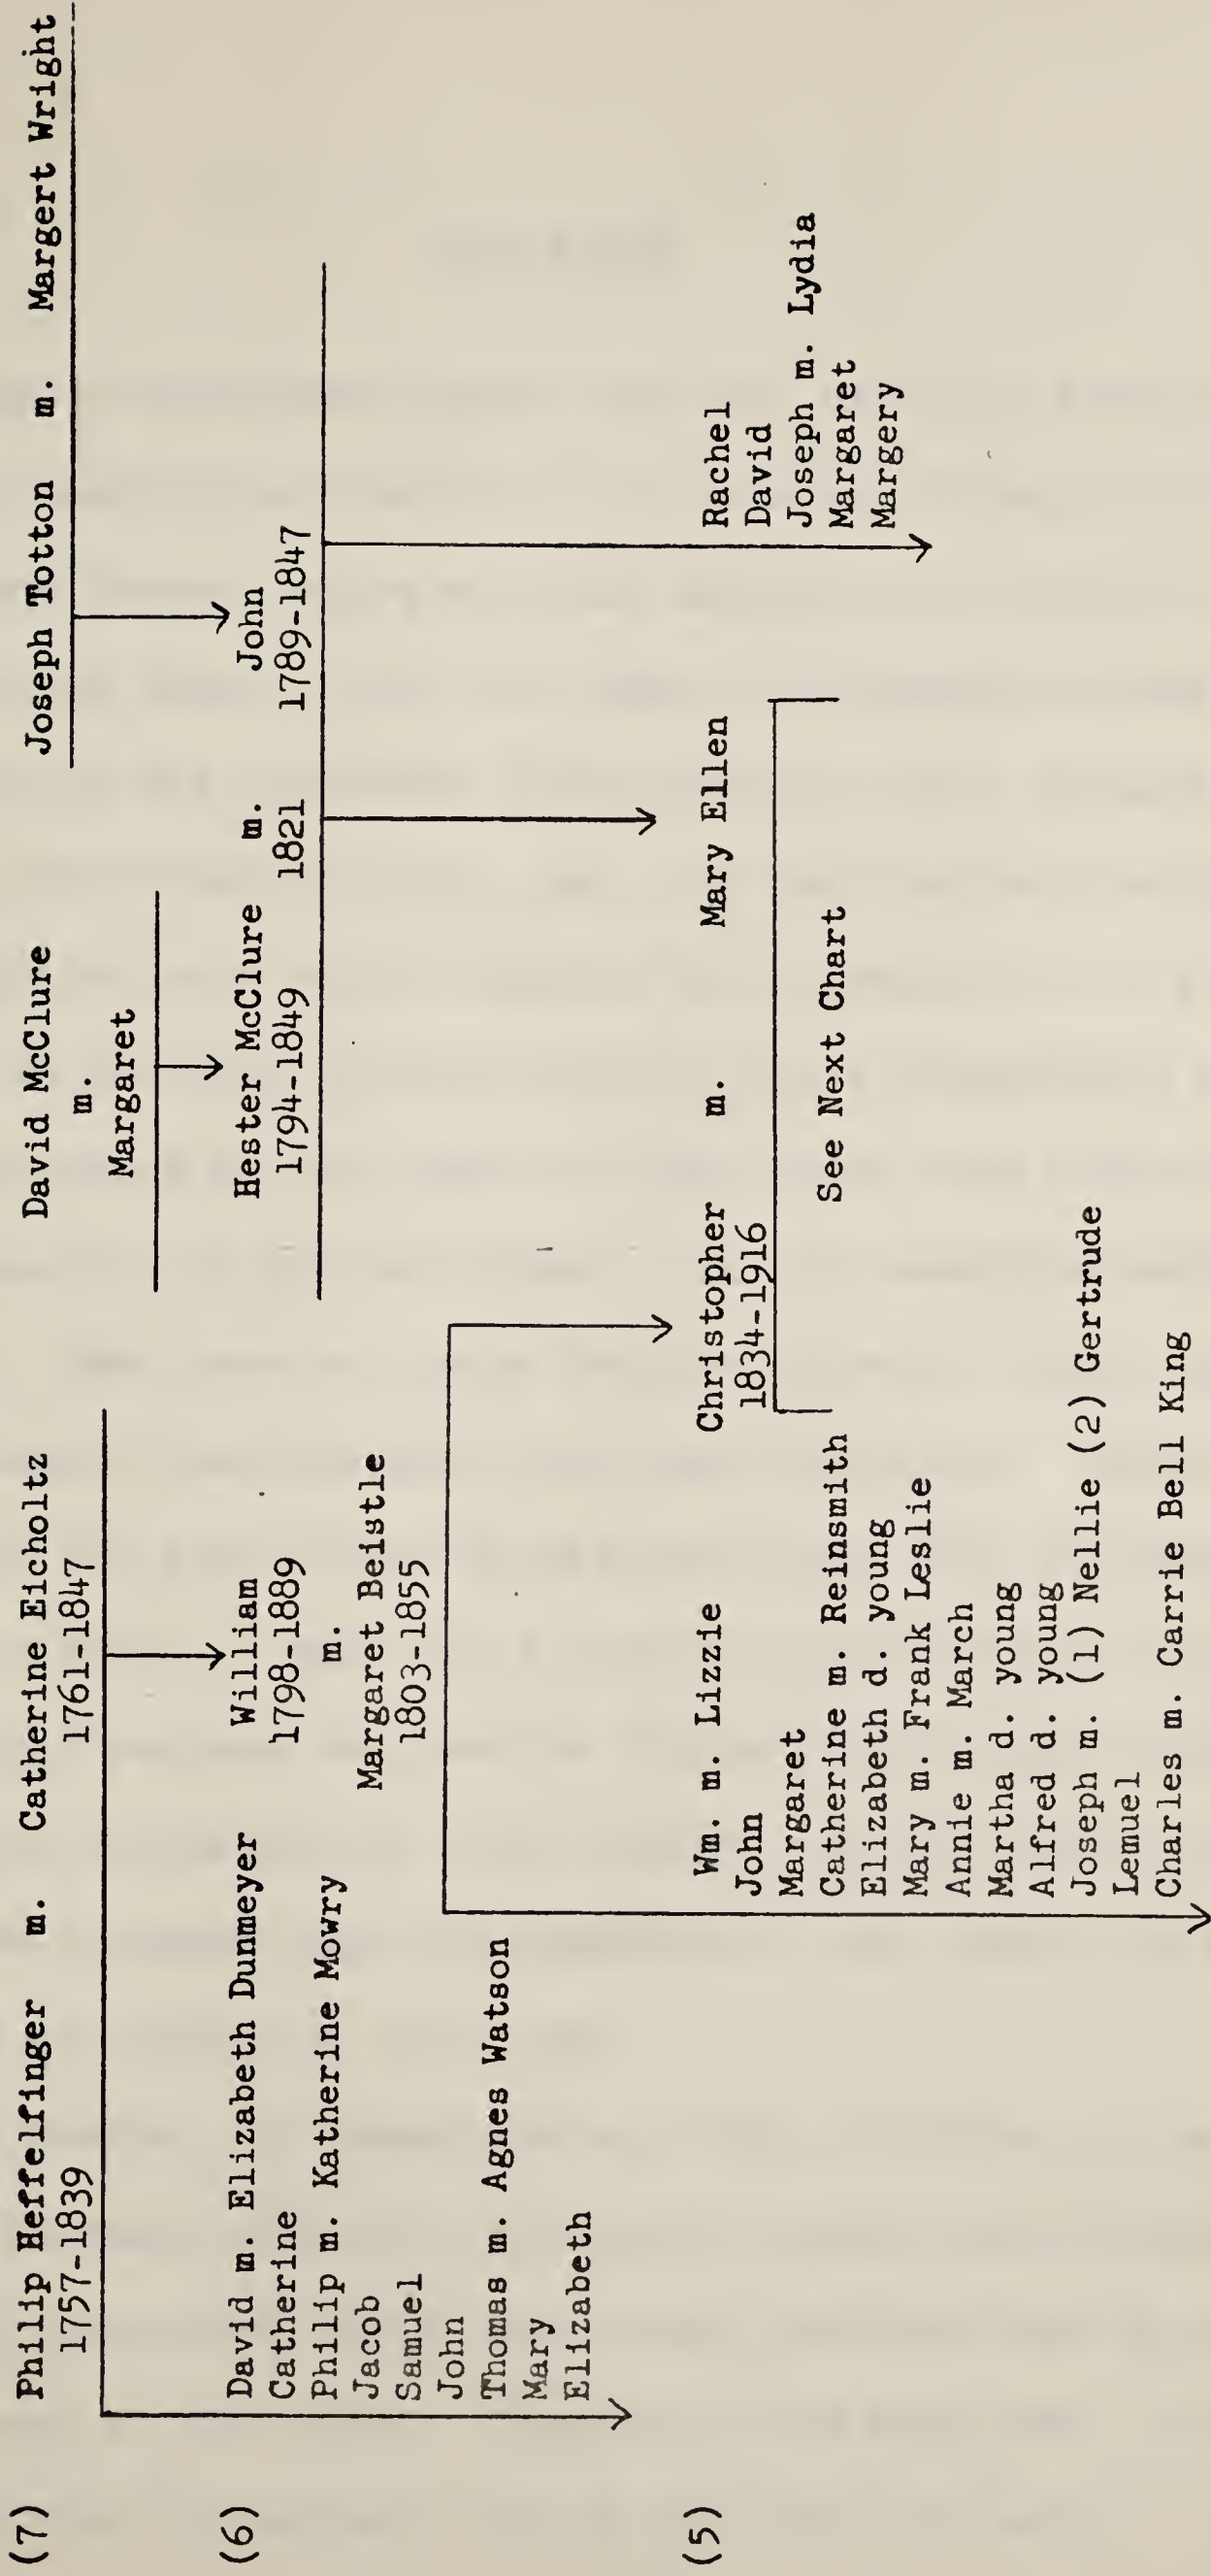 (7)
Philip Heffelfinger m. Catherine Eicholtz
1757-1839 1761-1847
David McClure
m.
Margaret
Joseph Totton m. Margert Wright
(6)
David m. Elizabeth Dunmeyer
Catherine
Philip m. Katherine Mowry
Jacob
Samuel
John
Thomas m. Agnes Watson
Mary
Elizabeth
William
1798-1889
m.
Margaret Beistle
1803-1855
Hester McClure m. John
1794-1849 1821 1789-1847
(5)
Wm. m. Lizzie
John
Margaret
Catherine m. Reinsmith
Elizabeth d. young
Mary m. Frank Leslie
Annie m. March
Martha d. young
Alfred d. young
Joseph m. (1) Nellie (2) Gertrude
Lemuel
Charles m. Carrie Bell King
Christopher m. Mary Ellen
1834-1916
See Next Chart
Rachel
David
Joseph m. Lydia
Margaret
Margery